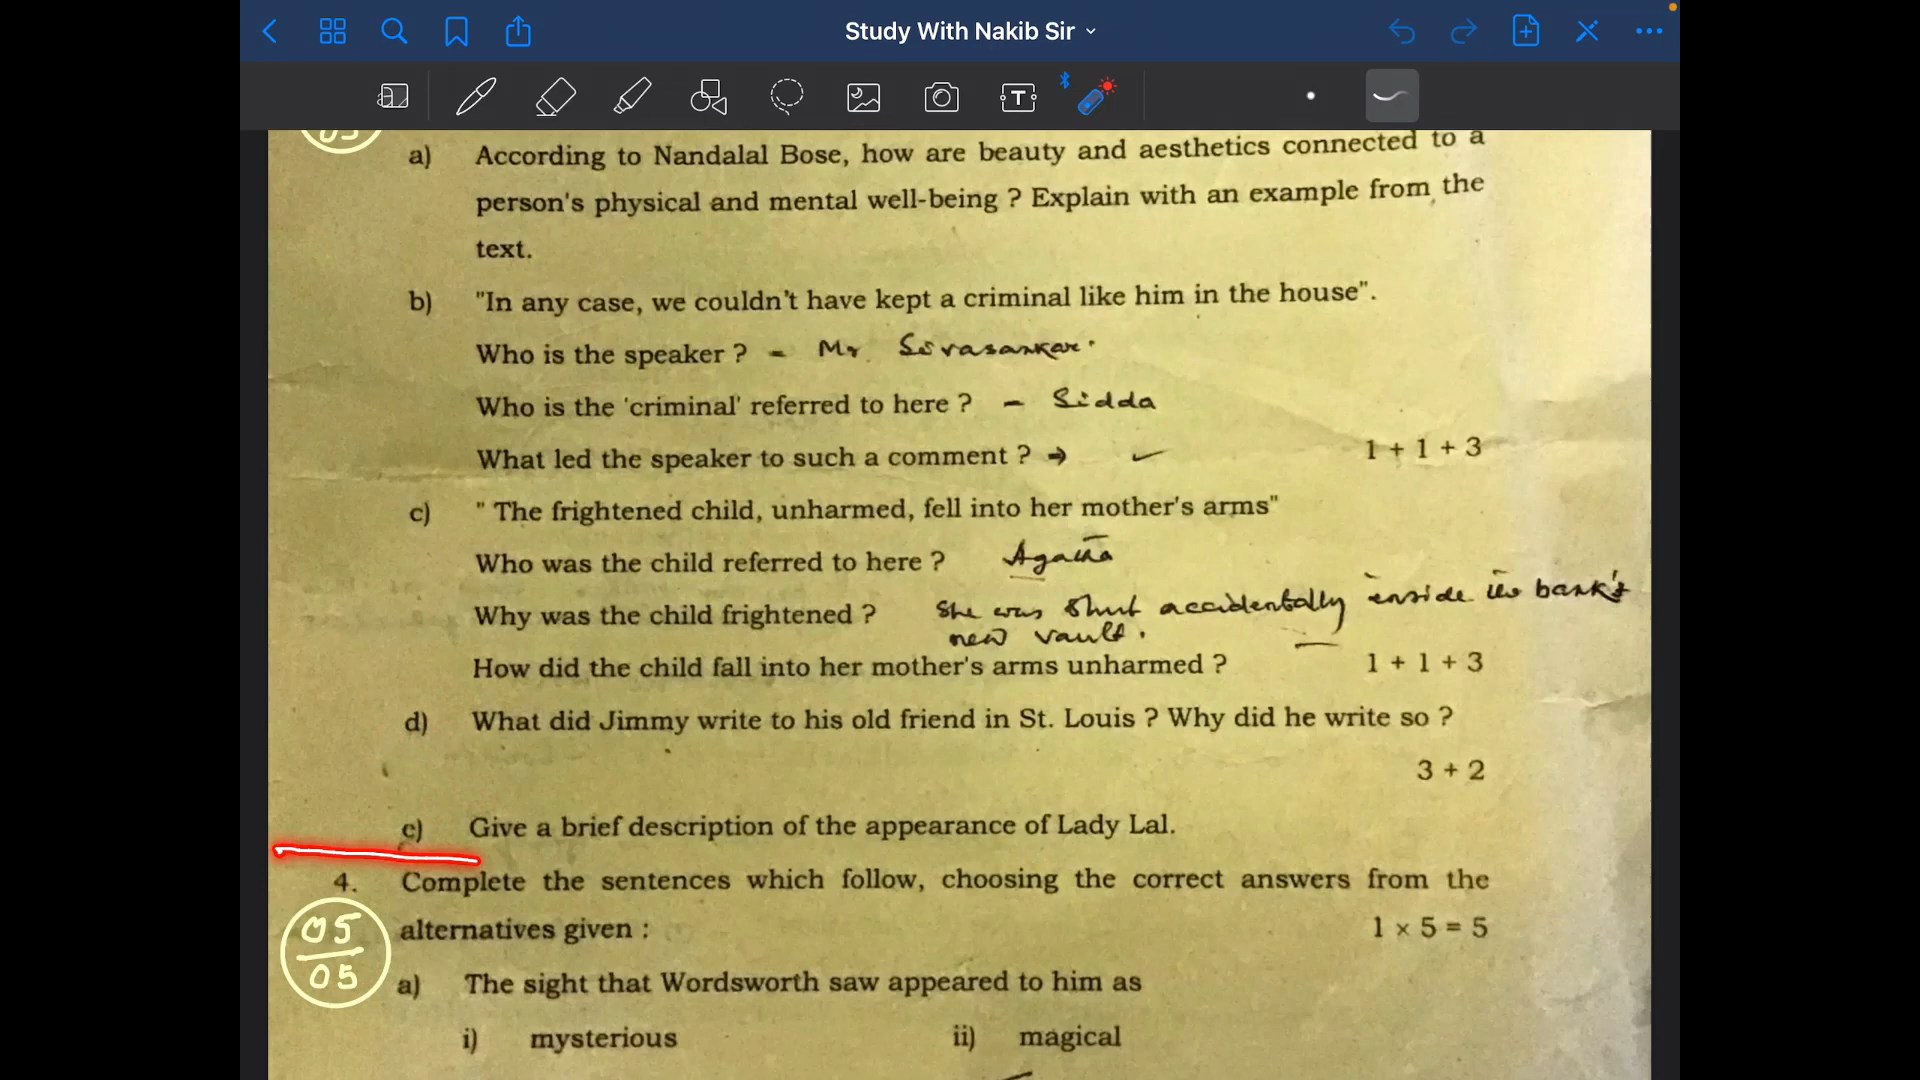 Study With Nakib Sir
a) According to Nandalal Bose, how are beauty and aesthetics connected to a
person's physical and mental well-being ? Explain with an example from the
text.
b) "In any case, we couldn't have kept a criminal like him in the house".
Who is the speaker ? - Mr. Sivasankar.
Who is the 'criminal' referred to here ? - Sidda
What led the speaker to such a comment ? → 1 + 1 + 3
c) " The frightened child, unharmed, fell into her mother's arms"
Who was the child referred to here ? Agatha
Why was the child frightened ? She was shut accidentally inside the bank's
new vault.
How did the child fall into her mother's arms unharmed ? 1 + 1 + 3
d) What did Jimmy write to his old friend in St. Louis ? Why did he write so ?
3 + 2
e) Give a brief description of the appearance of Lady Lal.
4. Complete the sentences which follow, choosing the correct answers from the
alternatives given : 1 × 5 = 5
05
05
a) The sight that Wordsworth saw appeared to him as
i) mysterious ii) magical